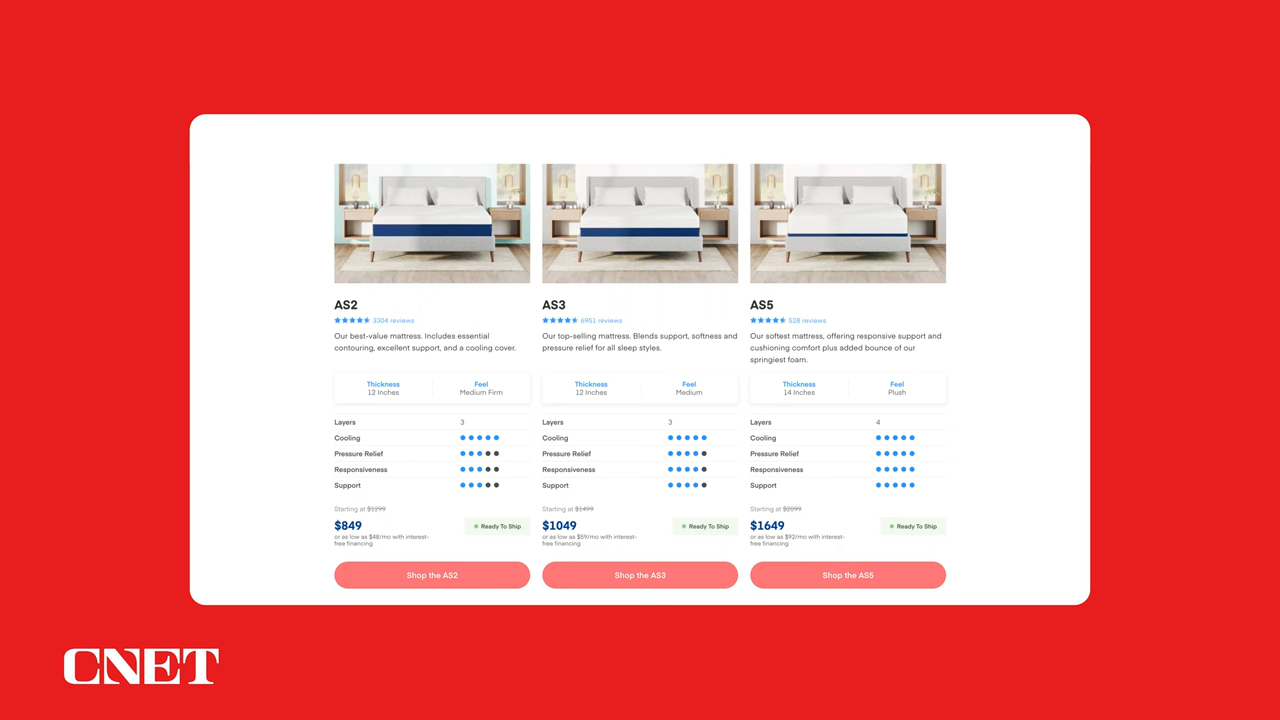 AS2
3304 reviews
Our best-value mattress. Includes essential
contouring, excellent support, and a cooling cover.
Thickness
12 Inches
Feel
Medium Firm
Layers 3
Cooling
Pressure Relief
Responsiveness
Support
Starting at $1299
$849
or as low as $48/mo with interest-
free financing
Ready To Ship
Shop the AS2
AS3
6951 reviews
Our top-selling mattress. Blends support, softness and
pressure relief for all sleep styles.
Thickness
12 Inches
Feel
Medium
Layers 3
Cooling
Pressure Relief
Responsiveness
Support
Starting at $1499
$1049
or as low as $59/mo with interest-
free financing
Ready To Ship
Shop the AS3
AS5
528 reviews
Our softest mattress, offering responsive support and
cushioning comfort plus added bounce of our
springiest foam.
Thickness
14 Inches
Feel
Plush
Layers 4
Cooling
Pressure Relief
Responsiveness
Support
Starting at $2099
$1649
or as low as $92/mo with interest-
free financing
Ready To Ship
Shop the AS5
CNET